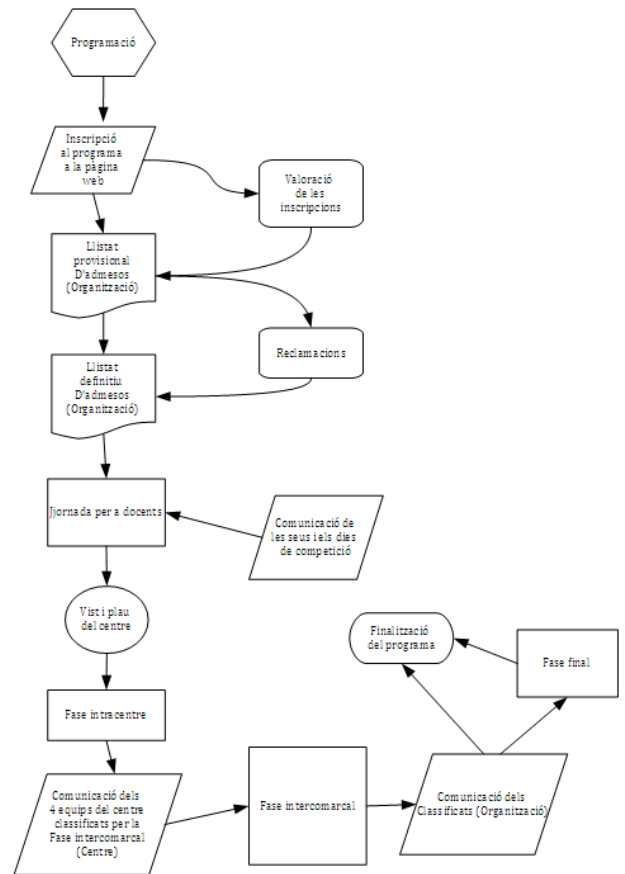 Programació
Inscripció
al programa
a la pàgina
web
Valoració
de les
inscripcions
Llistat
provisional
D'admesos
(Organització)
Reclamacions
Llistat
definitiu
D'admesos
(Organització)
Jjornada per a docents
Comunicació de
les seus i els dies
de competició
Vist i plau
del centre
Finalització
del programa
Fase final
Fase intracentre
Comunicació dels
4 equips del centre
classificats per la
Fase intercomarcal
(Centre)
Fase intercomarcal
Comunicació dels
Classificats (Organització)